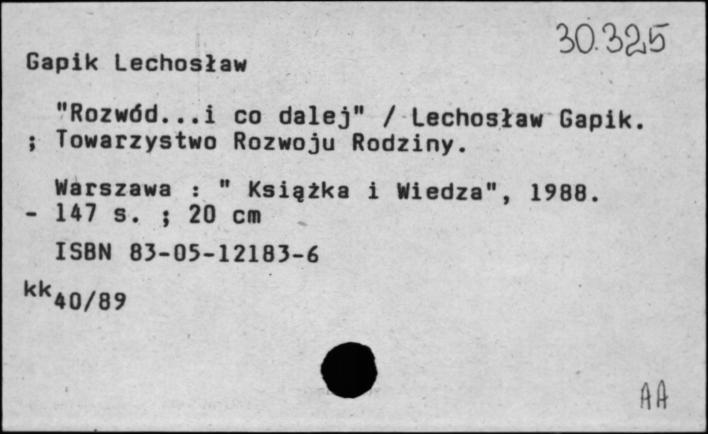 30.325
Gapik Lechosław
"Rozwód...i co dalej" / Lechosław Gapik.
; Towarzystwo Rozwoju Rodziny.
Warszawa : " Książka i Wiedza", 1988.
- 147 s. ; 20 cm
ISBN 83-05-12183-6
kk40/89
AA